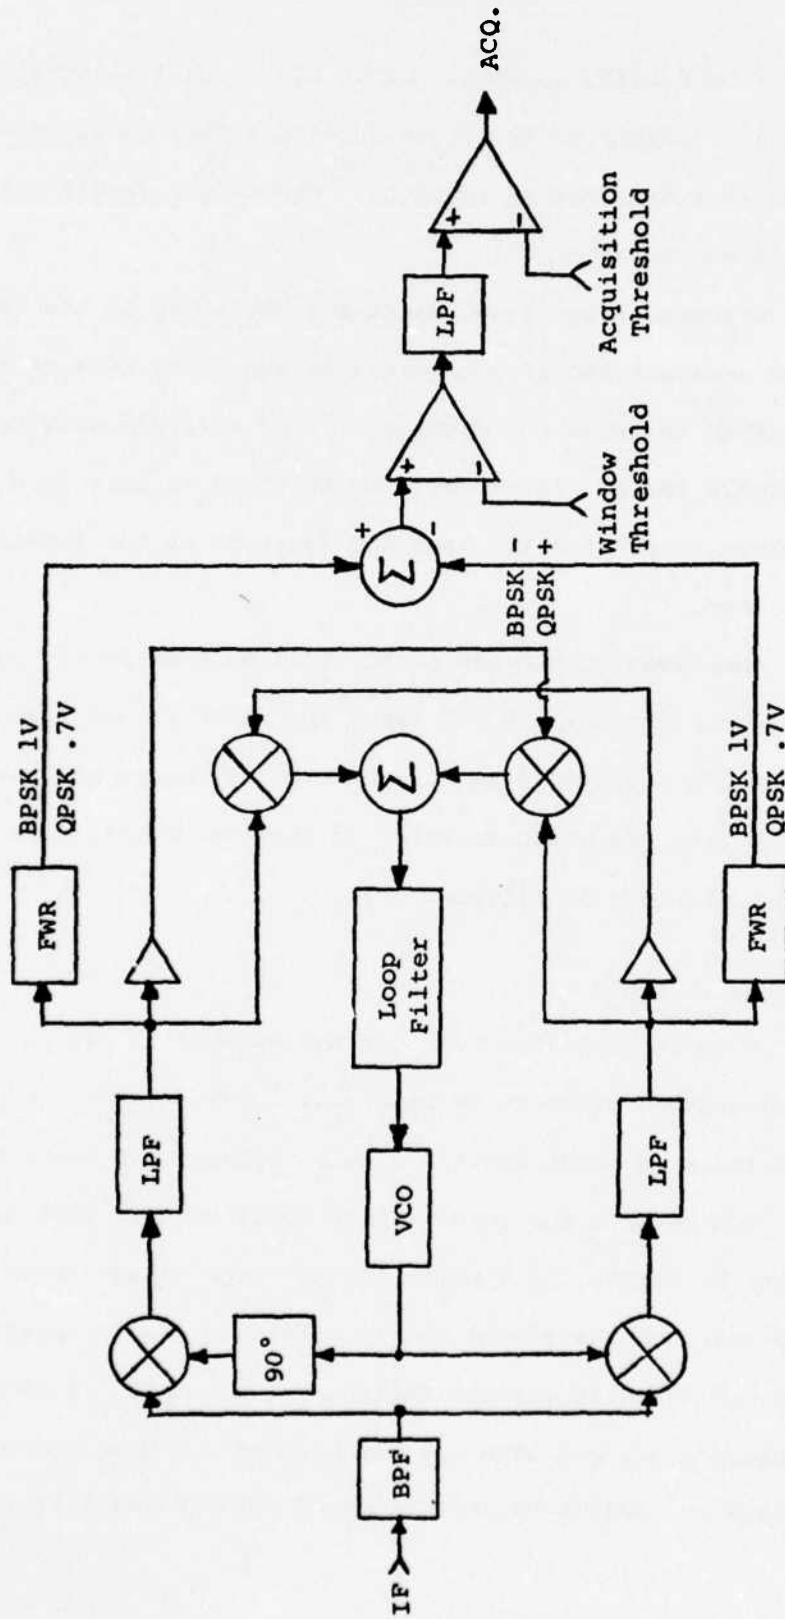 IF
BPF
90°
LPF
LPF
VCO
Loop
Filter
Σ
FWR
FWR
BPSK 1V
QPSK .7V
BPSK 1V
QPSK .7V
Σ
+
-
BPSK -
QPSK +
+
-
Window
Threshold
LPF
+
-
Acquisition
Threshold
ACQ.